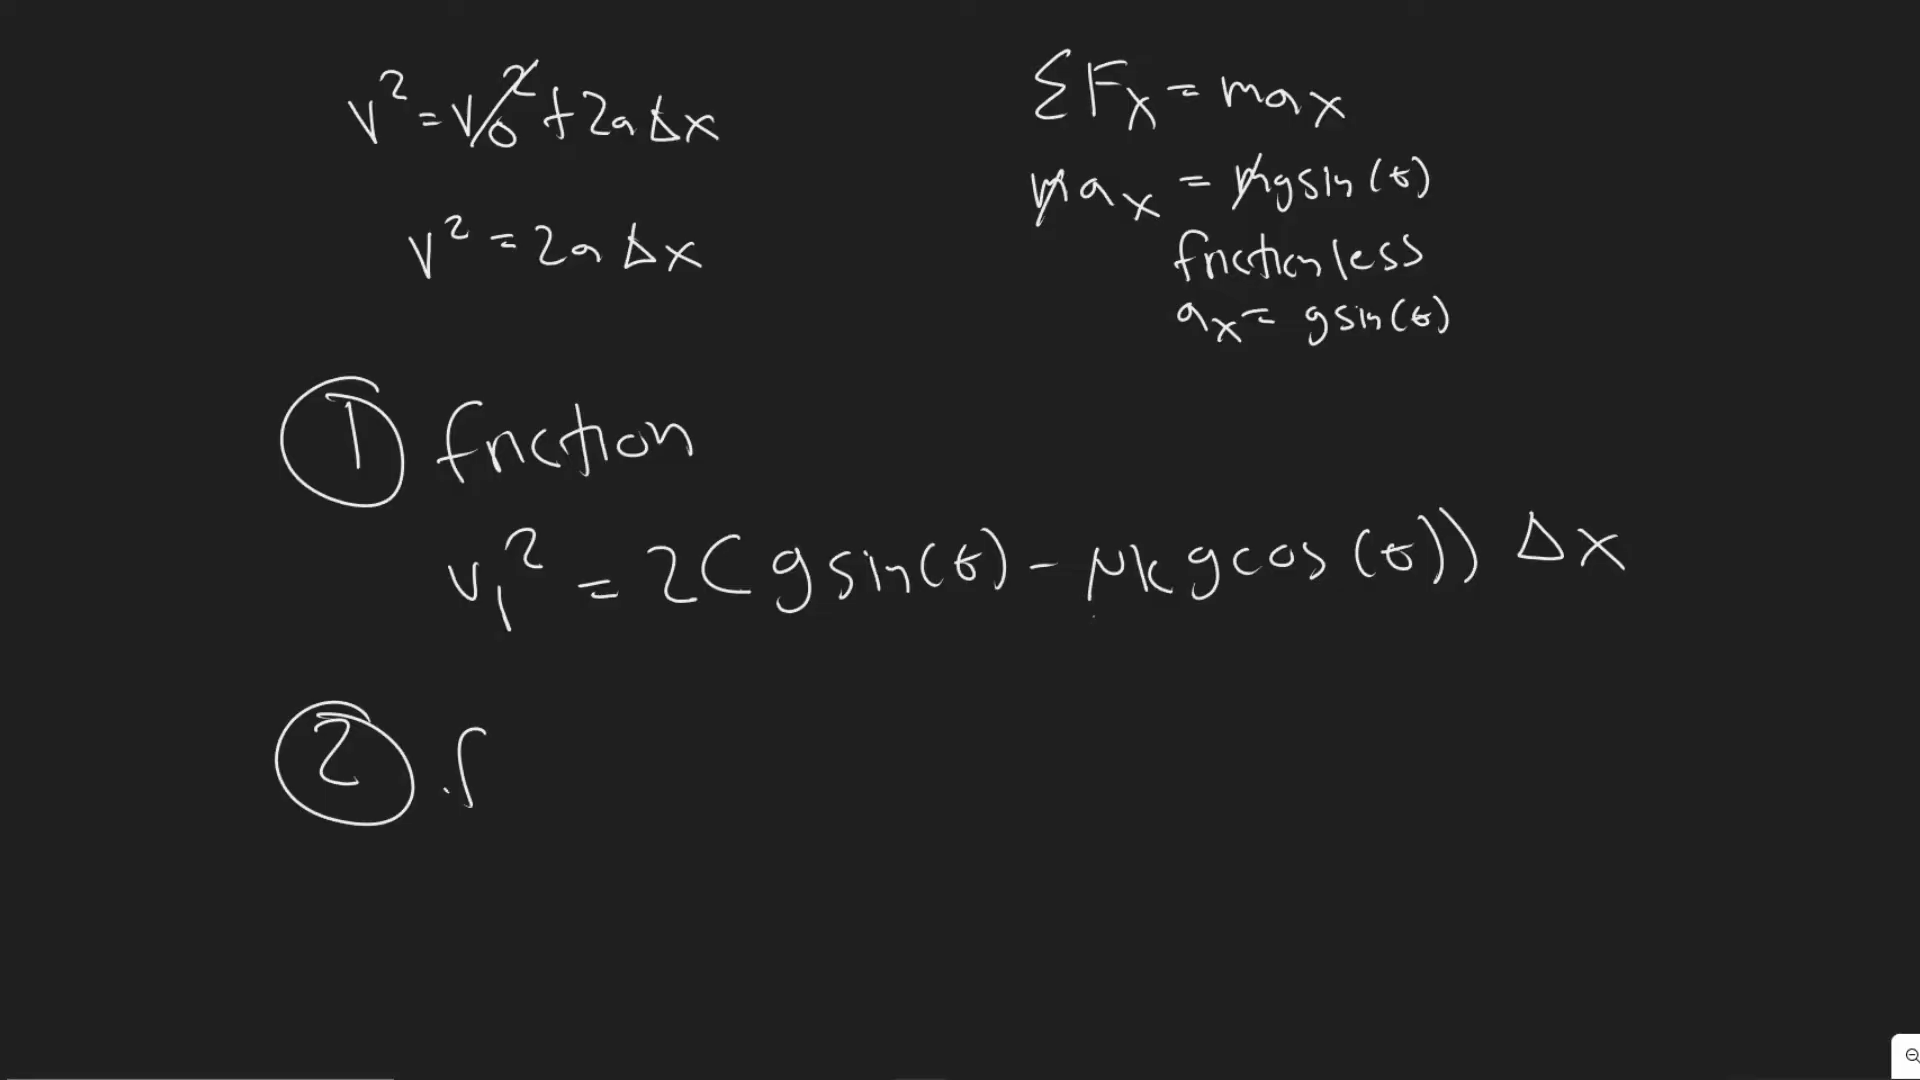 v² = v₀² + 2aΔx
v² = 2aΔx
ΣFx = max
max = mgsin(θ)
frictionless
ax = gsin(θ)
① friction
v₁² = 2(gsin(θ) - μkgcos(θ))Δx
② f